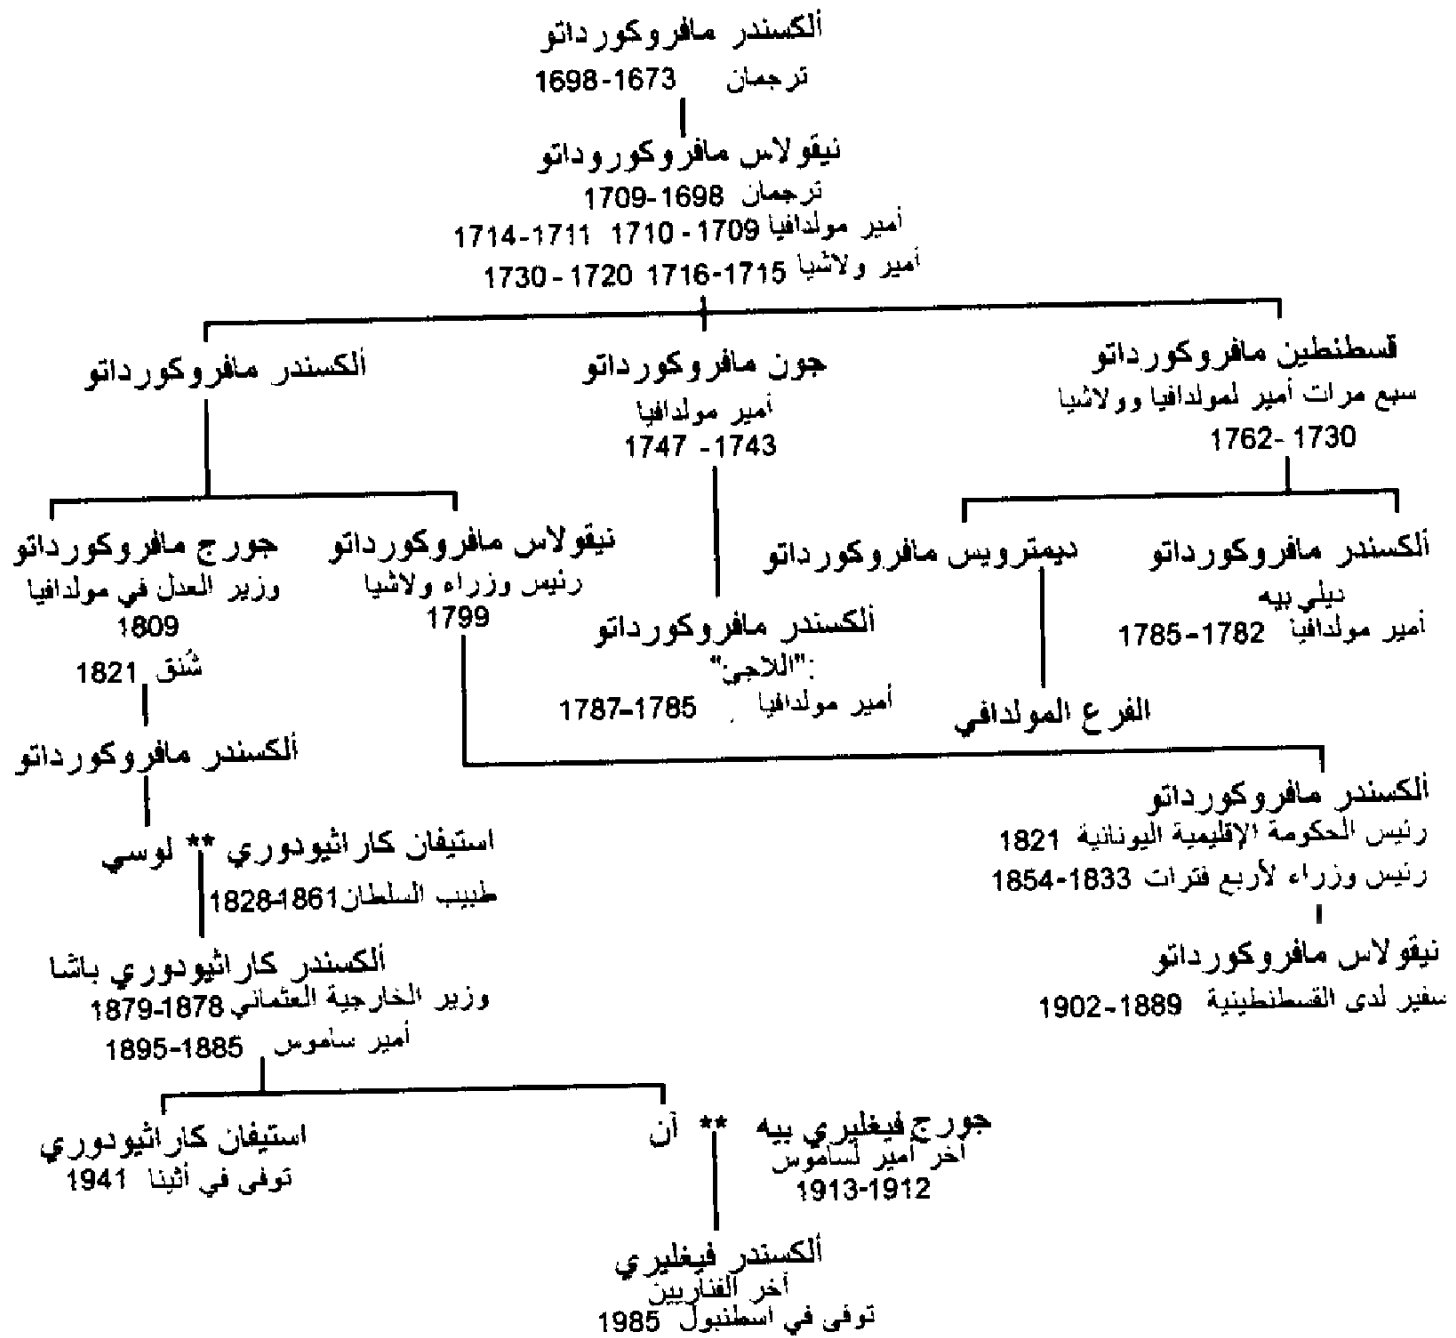 ألكسندر مافروكورداتو
ترجمان 1673-1698
نيقولاس مافروكوروداتو
ترجمان 1698-1709
أمير مولدافيا 1709 - 1710 1711-1714
أمير ولاشيا 1715-1716 1720 - 1730
قسطنطين مافروكورداتو
سبع مرات أمير لمولدافيا وولاشيا
1730 -1762
جون مافروكورداتو
أمير مولدافيا
1743- 1747
ألكسندر مافروكورداتو
ألكسندر مافروكورداتو
ديلي بيه
أمير مولدافيا 1782-1785
ديمترويس مافروكورداتو
الفرع المولدافي
ألكسندر مافروكورداتو
"اللاجئ":
أمير مولدافيا 1785-1787
نيقولاس مافروكورداتو
رئيس وزراء ولاشيا
1799
جورج مافروكورداتو
وزير العدل في مولدافيا
1809
شُنق 1821
ألكسندر مافروكورداتو
ألكسندر مافروكورداتو
رئيس الحكومة الإقليمية اليونانية 1821
رئيس وزراء لأربع فترات 1833-1854
نيقولاس مافروكورداتو
سفير لدى القسطنطينية 1889-1902
استيفان كاراثيودوري ** لوسي
طبيب السلطان 1861-1828
ألكسندر كاراثيودوري باشا
وزير الخارجية العثماني 1878-1879
أمير ساموس 1885-1895
جورج فيغليري بيه ** آن
آخر أمير لساموس
1912-1913
استيفان كاراثيودوري
توفى في أثينا 1941
ألكسندر فيغليري
آخر الفناريين
توفى في اسطنبول 1985